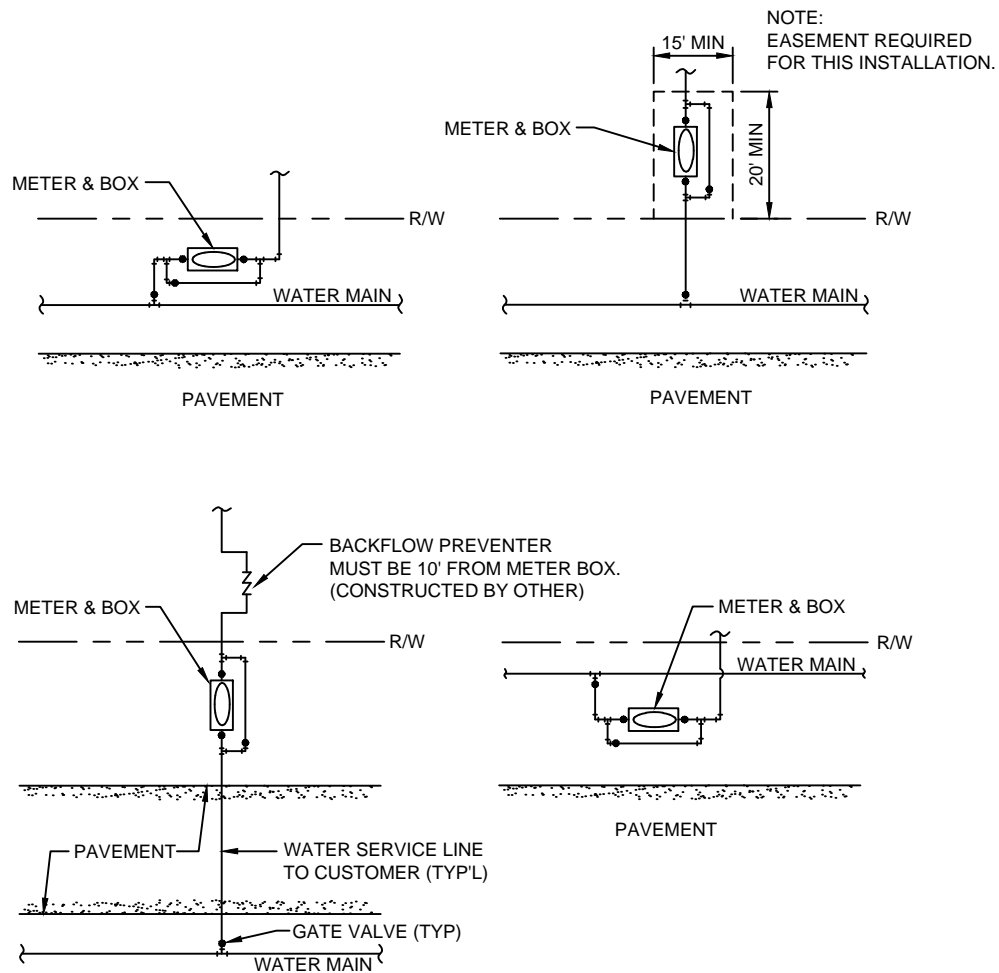 METER & BOX
R/W
WATER MAIN
PAVEMENT
NOTE:
EASEMENT REQUIRED
FOR THIS INSTALLATION.
15' MIN
20' MIN
METER & BOX
R/W
WATER MAIN
PAVEMENT
BACKFLOW PREVENTER
MUST BE 10' FROM METER BOX.
(CONSTRUCTED BY OTHER)
METER & BOX
R/W
PAVEMENT
WATER SERVICE LINE
TO CUSTOMER (TYP'L)
GATE VALVE (TYP)
WATER MAIN
METER & BOX
R/W
WATER MAIN
PAVEMENT